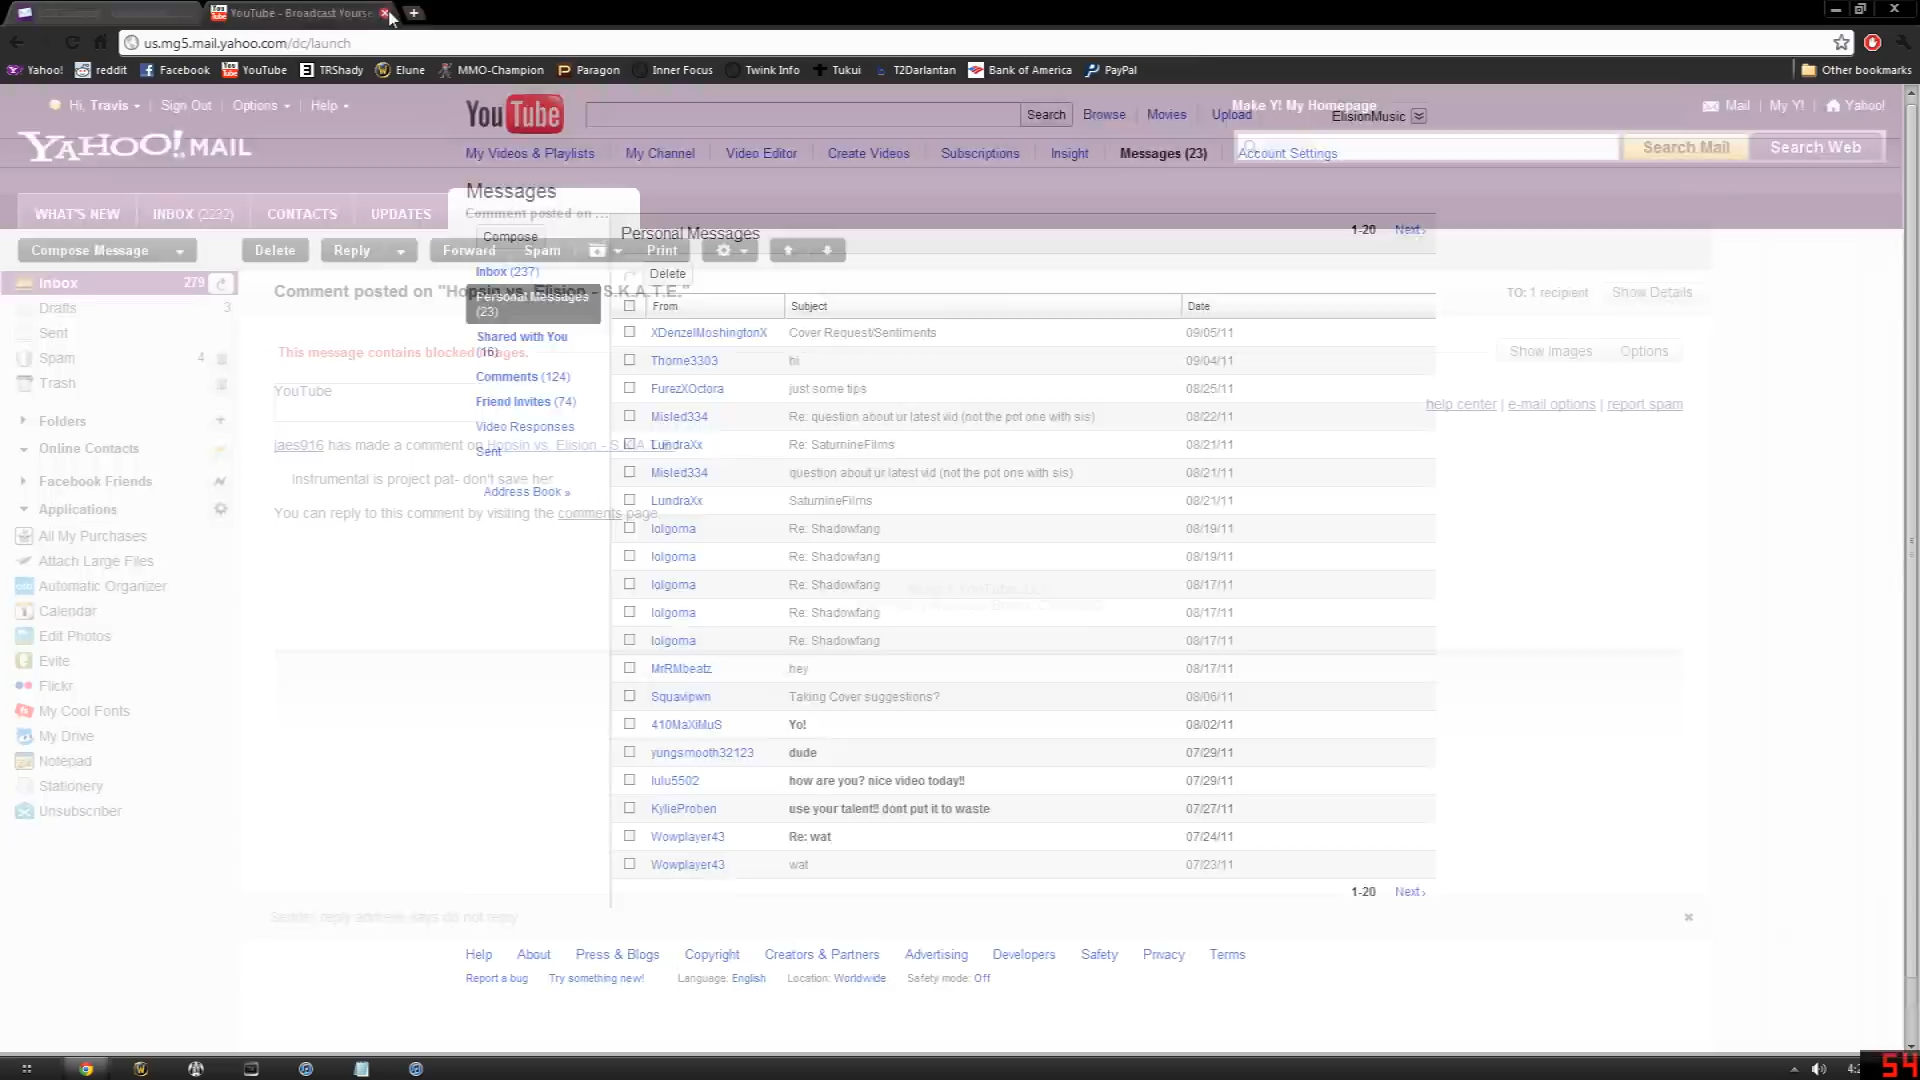 YouTube - Broadcast Yourse
us.mg5.mail.yahoo.com/dc/launch
Yahoo! reddit Facebook YouTube TRShady Elune MMO-Champion Paragon Inner Focus Twink Info Tukui T2Darlantan Bank of America PayPal Other bookmarks
Hi, Travis Sign Out Options Help
Make Y! My Homepage
Mail My Y! Yahoo!
YAHOO! MAIL
YouTube Search Browse Movies Upload ElisionMusic
Search Mail Search Web
My Videos & Playlists My Channel Video Editor Create Videos Subscriptions Insight Messages (23) Account Settings
WHAT'S NEW INBOX (2232) CONTACTS UPDATES Comment posted on ...
Messages
Compose
Personal Messages 1-20 Next ›
Compose Message Delete Reply Forward Spam Print
Delete
Inbox 279
Drafts 3
Sent
Spam 4
Trash
Folders
Online Contacts
Facebook Friends
Applications
All My Purchases
Attach Large Files
Automatic Organizer
Calendar
Edit Photos
Evite
Flickr
My Cool Fonts
My Drive
Notepad
Stationery
Unsubscriber
Comment posted on "Hopsin vs. Elision - S.K.A.T.E."
TO: 1 recipient Show Details
This message contains blocked images.
Show Images Options
YouTube
help center | e-mail options | report spam
jaes916 has made a comment on Hopsin vs. Elision - S.K.A.T.E.
Instrumental is project pat- don't save her
You can reply to this comment by visiting the comments page.
Sender reply address says do not reply
Inbox (237)
Personal Messages
(23)
Shared with You
(16)
Comments (124)
Friend Invites (74)
Video Responses
Sent
Address Book »
From Subject Date
XDenzelMoshingtonX Cover Request/Sentiments 09/05/11
Thorne3303 hi 09/04/11
FurezXOctora just some tips 08/25/11
Misled334 Re: question about ur latest vid (not the pot one with sis) 08/22/11
LundraXx Re: SaturnineFilms 08/21/11
Misled334 question about ur latest vid (not the pot one with sis) 08/21/11
LundraXx SaturnineFilms 08/21/11
lolgoma Re: Shadowfang 08/19/11
lolgoma Re: Shadowfang 08/19/11
lolgoma Re: Shadowfang 08/17/11
lolgoma Re: Shadowfang 08/17/11
lolgoma Re: Shadowfang 08/17/11
MrRMbeatz hey 08/17/11
Squavipwn Taking Cover suggestions? 08/06/11
410MaXiMuS Yo! 08/02/11
yungsmooth32123 dude 07/29/11
lulu5502 how are you? nice video today!! 07/29/11
KylieProben use your talent!! dont put it to waste 07/27/11
Wowplayer43 Re: wat 07/24/11
Wowplayer43 wat 07/23/11
1-20 Next ›
Help About Press & Blogs Copyright Creators & Partners Advertising Developers Safety Privacy Terms
Report a bug Try something new! Language: English Location: Worldwide Safety mode: Off
54